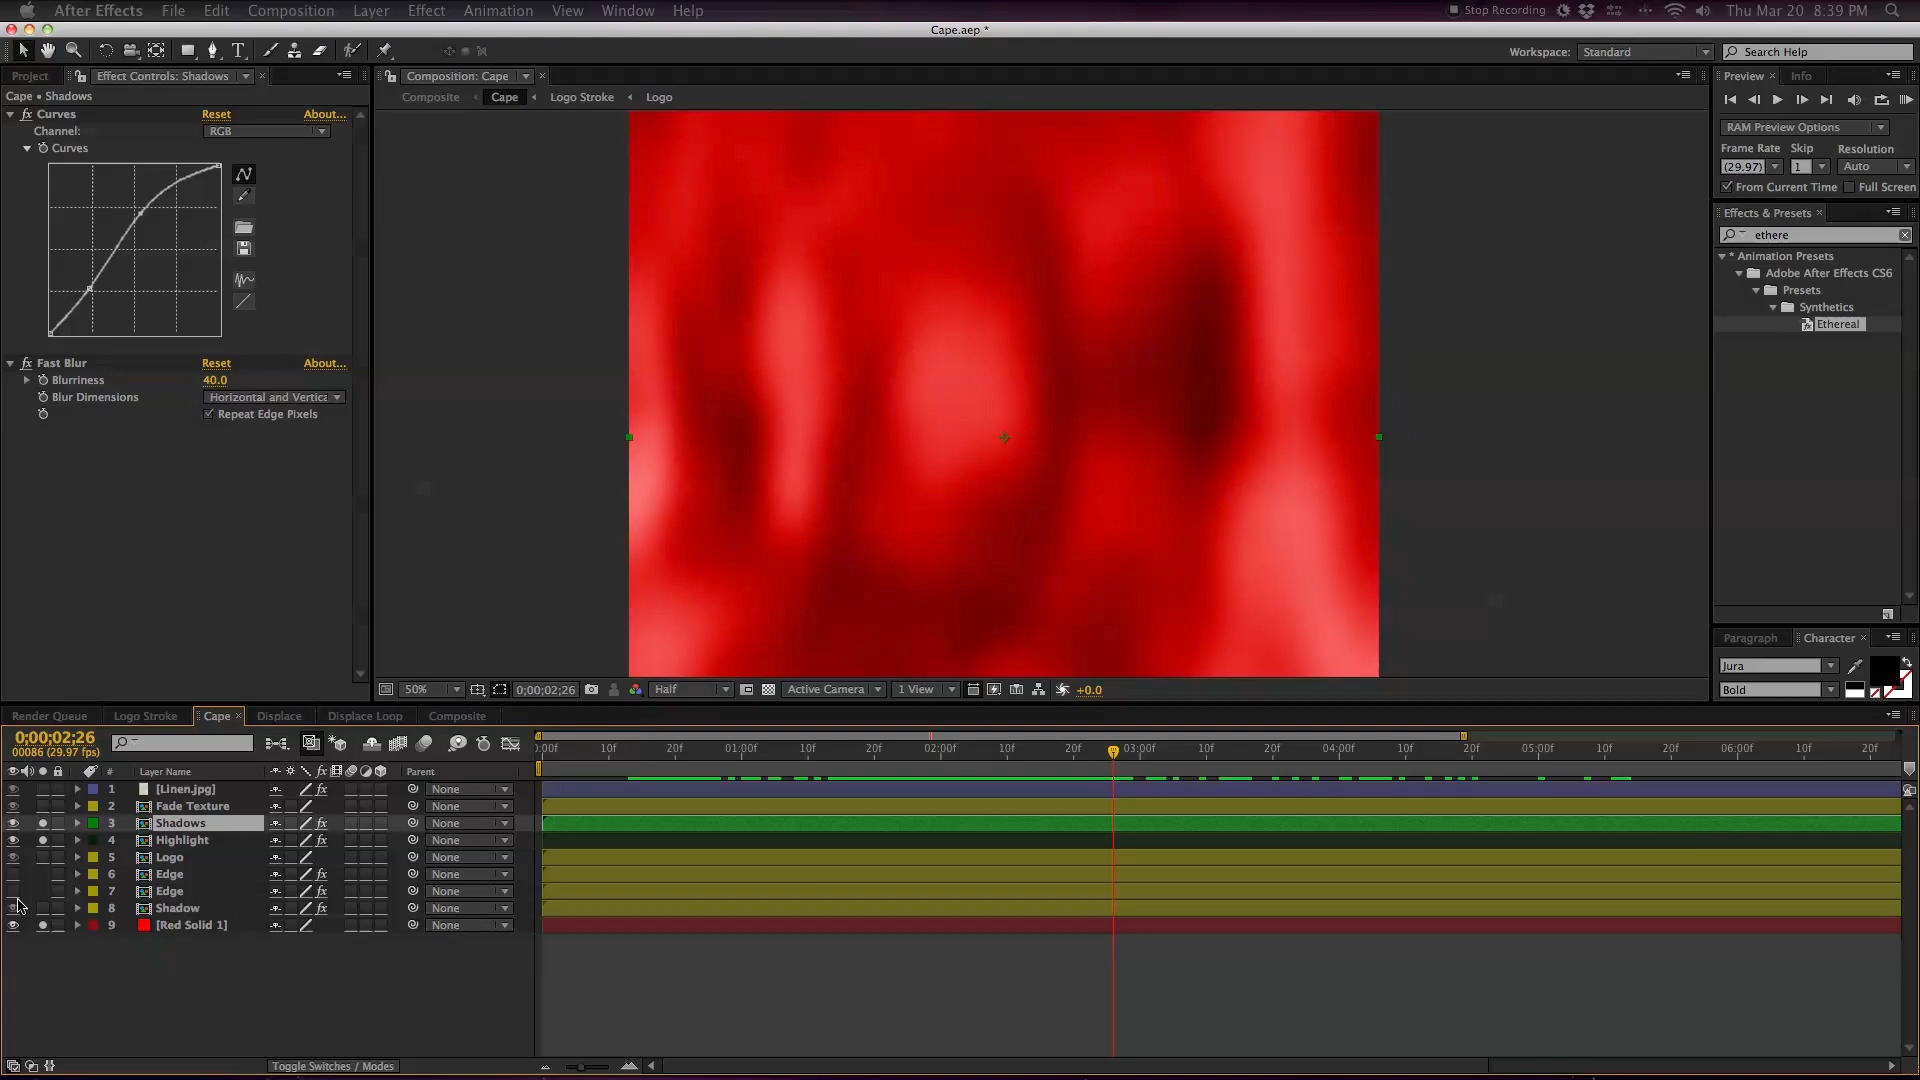 After Effects File Edit Composition Layer Effect Animation View Window Help
Stop Recording Thu Mar 20 8:39 PM
Cape.aep *
Workspace: Standard Search Help
Project Effect Controls: Shadows
Cape • Shadows
Curves Reset About...
Channel: RGB
Curves
Fast Blur Reset About...
Blurriness 40.0
Blur Dimensions Horizontal and Vertica
Repeat Edge Pixels
Composition: Cape
Composite Cape Logo Stroke Logo
50% 0;00;02;26 Half Active Camera 1 View +0.0
Preview Info
RAM Preview Options
Frame Rate Skip Resolution
(29.97) 1 Auto
From Current Time Full Screen
Effects & Presets
ethere
* Animation Presets
Adobe After Effects CS6
Presets
Synthetics
Ethereal
Paragraph Character
Jura
Bold
Render Queue Logo Stroke Cape Displace Displace Loop Composite
0;00;02;26
00086 (29.97 fps)
:00f 10f 20f 01:00f 10f 20f 02:00f 10f 20f 03:00f 10f 20f 04:00f 10f 20f 05:00f 10f 20f 06:00f 10f 20f
# Layer Name fx Parent
1 [Linen.jpg] fx None
2 Fade Texture None
3 Shadows fx None
4 Highlight fx None
5 Logo None
6 Edge fx None
7 Edge fx None
8 Shadow fx None
9 [Red Solid 1] None
Toggle Switches / Modes